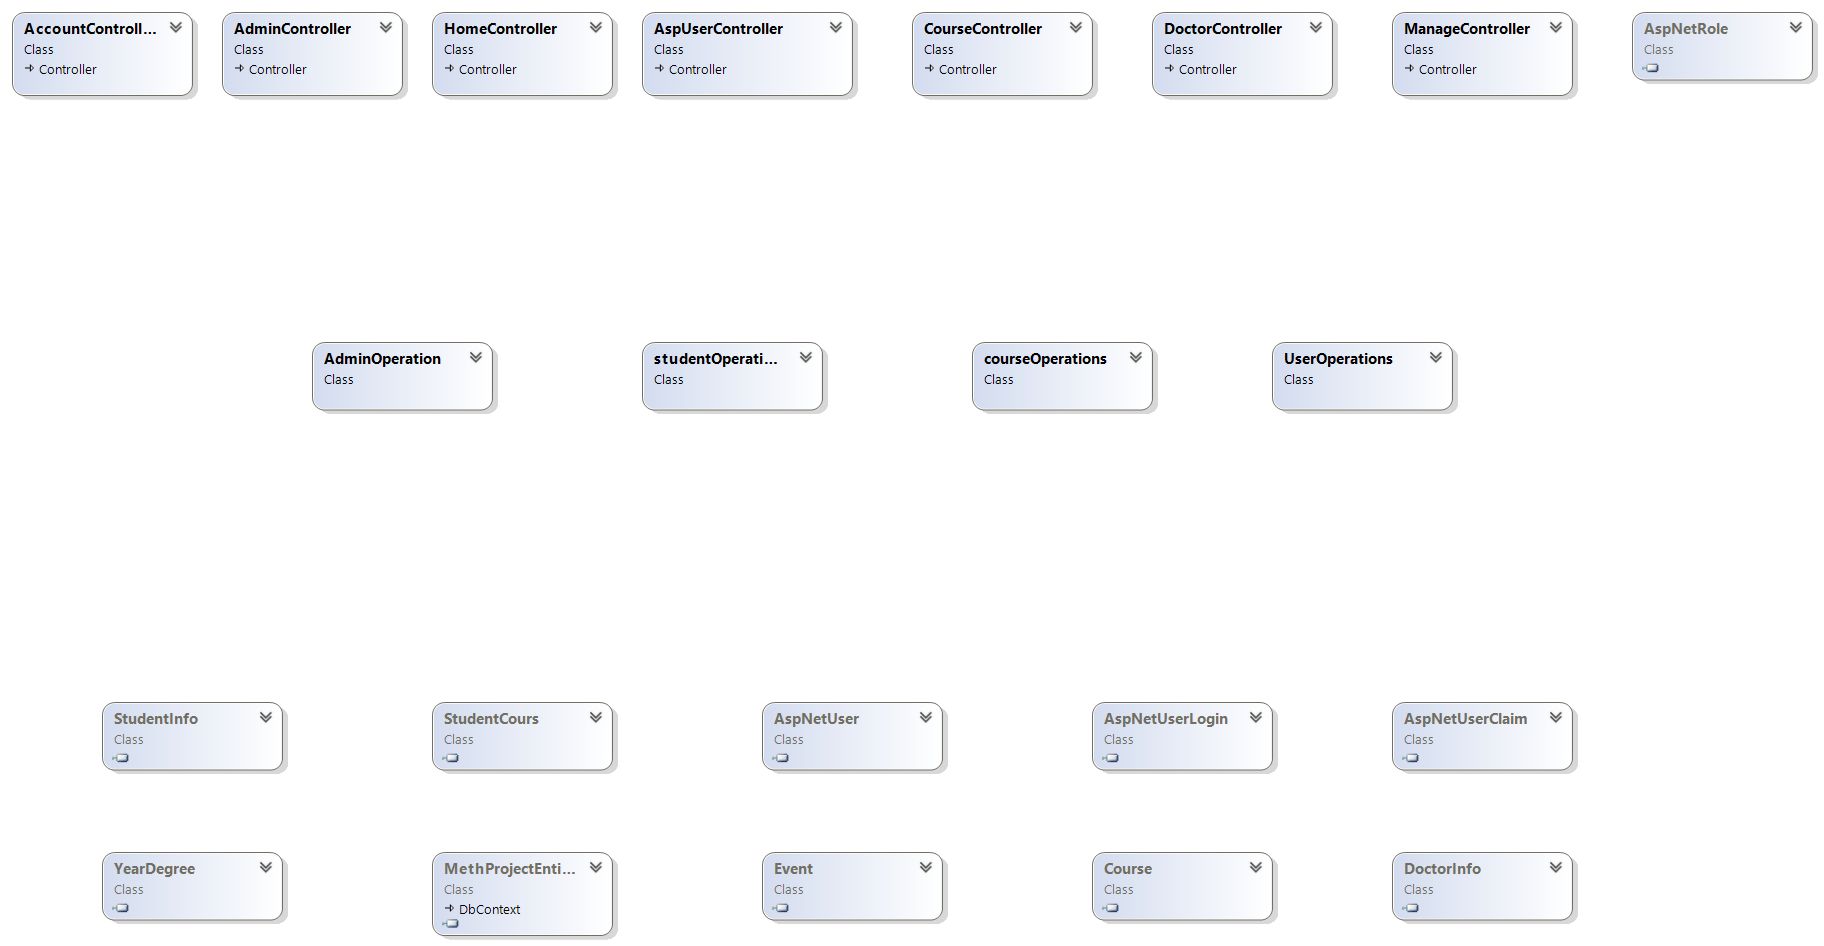 AccountControll...
Class
Controller
AdminController
Class
Controller
HomeController
Class
Controller
AspUserController
Class
Controller
CourseController
Class
Controller
DoctorController
Class
Controller
ManageController
Class
Controller
AspNetRole
Class
AdminOperation
Class
studentOperati...
Class
courseOperations
Class
UserOperations
Class
StudentInfo
Class
StudentCours
Class
AspNetUser
Class
AspNetUserLogin
Class
AspNetUserClaim
Class
YearDegree
Class
MethProjectEnti...
Class
DbContext
Event
Class
Course
Class
DoctorInfo
Class